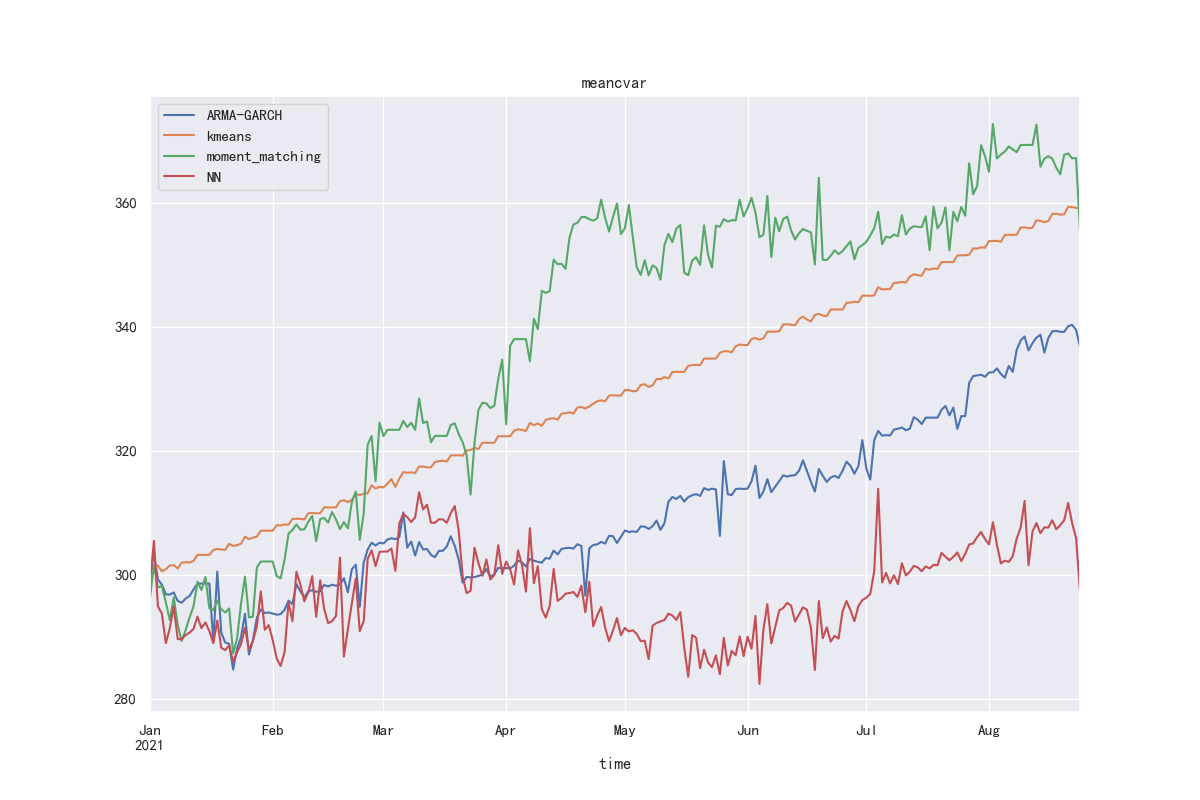 meancvar
ARMA-GARCH
kmeans
moment_matching
NN
360
340
320
300
280
Jan Feb Mar Apr May Jun Jul Aug
2021
time